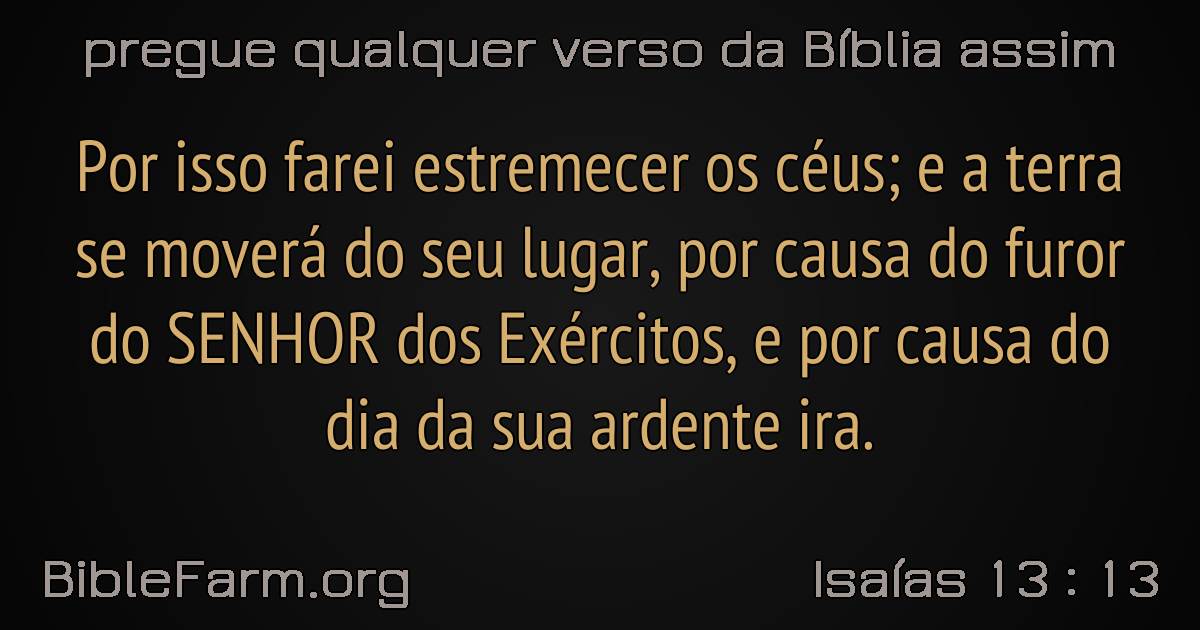 pregue qualquer verso da Bíblia assim
Por isso farei estremecer os céus; e a terra
se moverá do seu lugar, por causa do furor
do SENHOR dos Exércitos, e por causa do
dia da sua ardente ira.
BibleFarm.org
Isaías 13 : 13